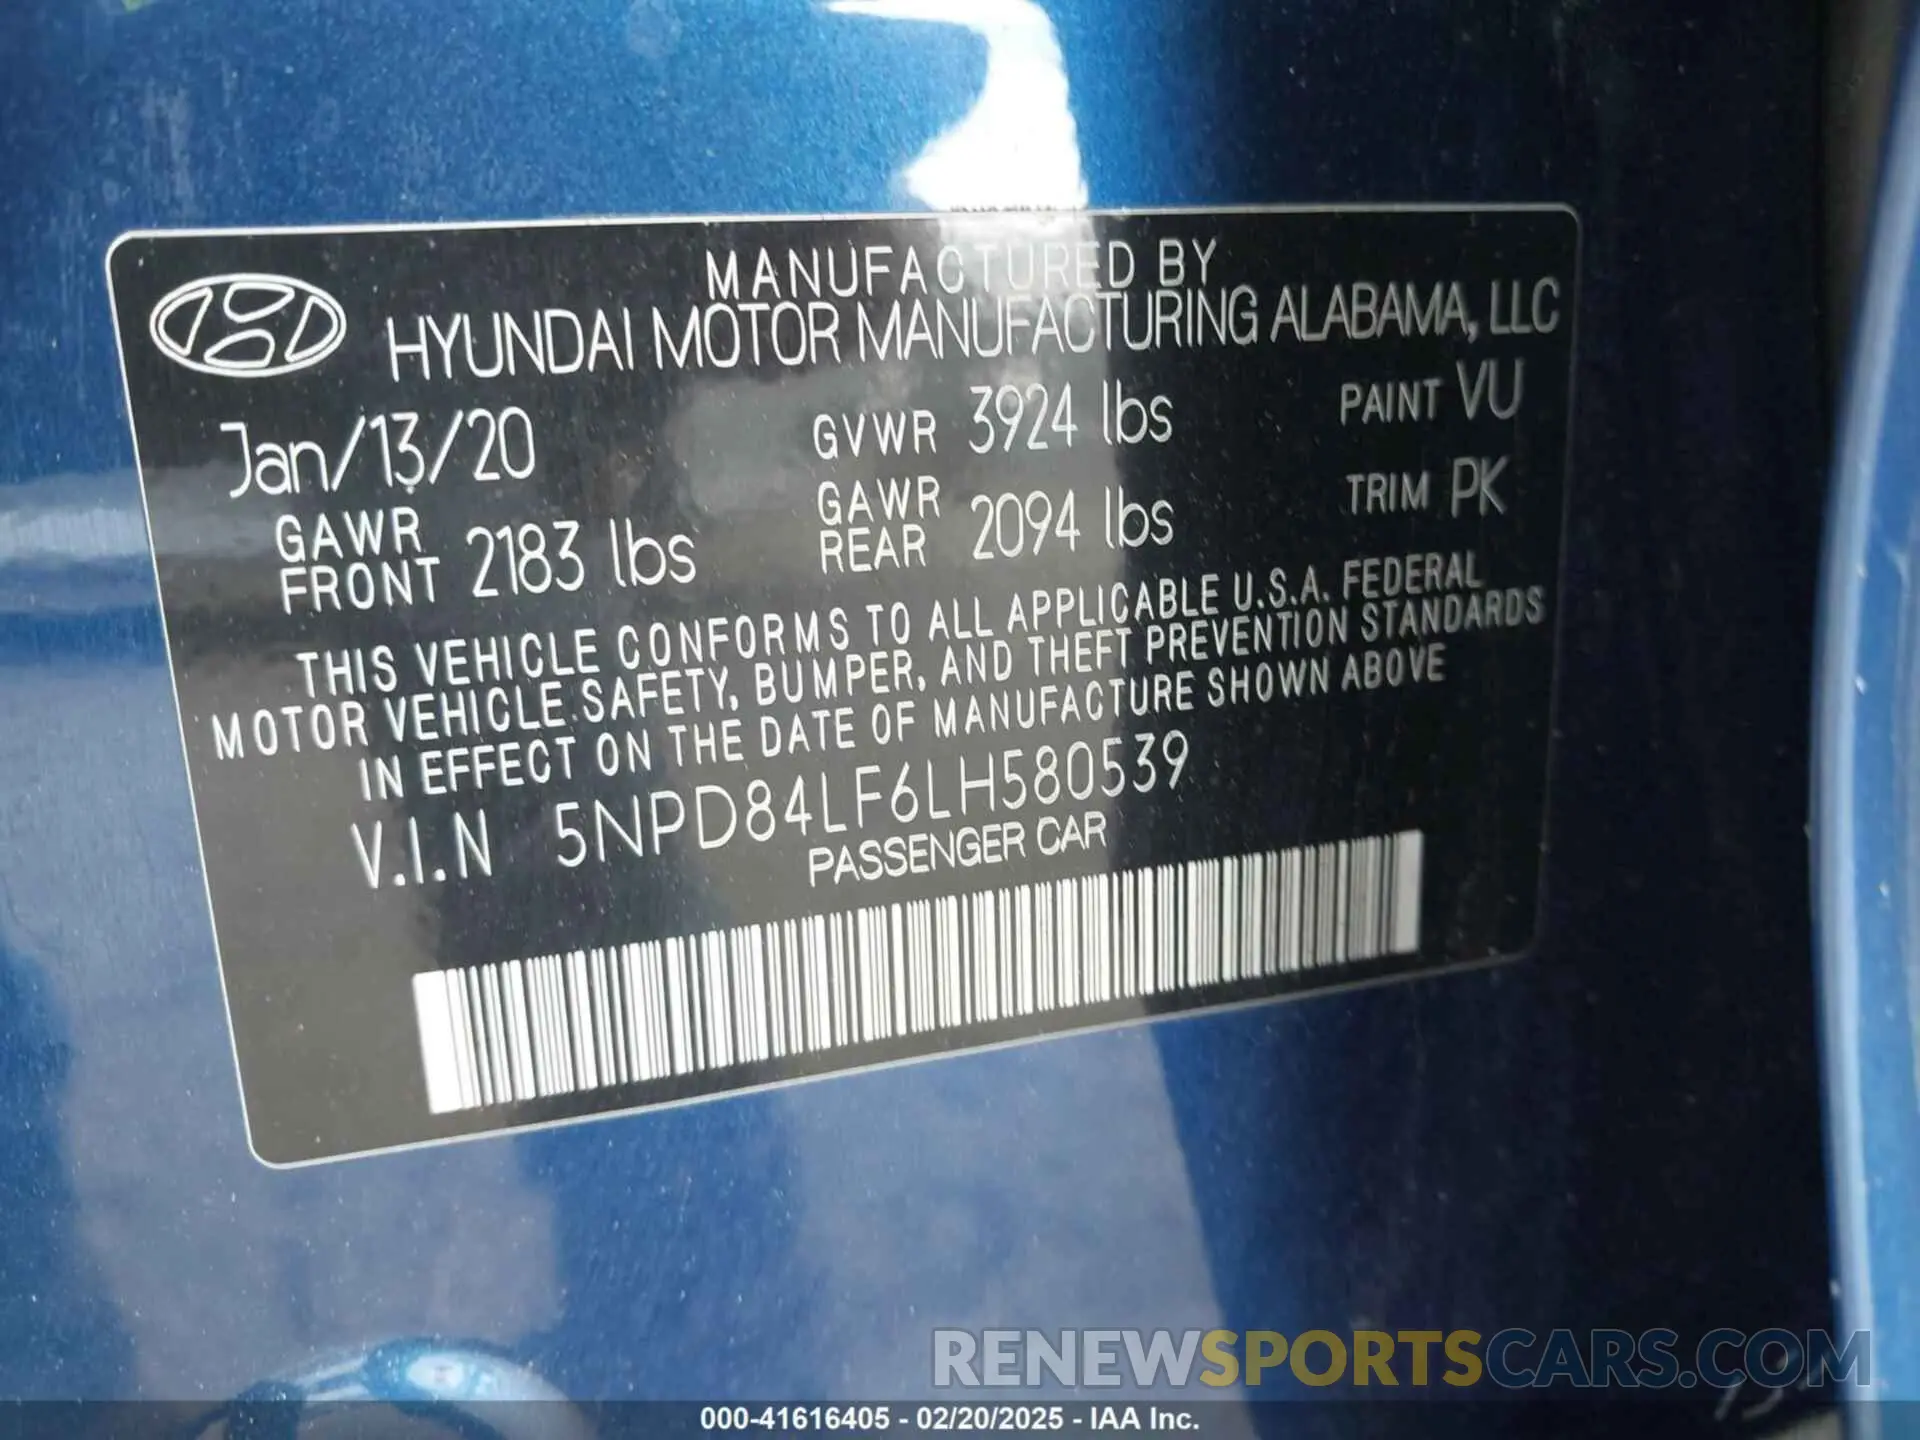 MANUFACTURED BY
HYUNDAI MOTOR MANUFACTURING ALABAMA, LLC
Jan/13/20 GVWR 3924 lbs PAINT VU
GAWR FRONT 2183 lbs GAWR REAR 2094 lbs TRIM PK
THIS VEHICLE CONFORMS TO ALL APPLICABLE U.S.A. FEDERAL
MOTOR VEHICLE SAFETY, BUMPER, AND THEFT PREVENTION STANDARDS
IN EFFECT ON THE DATE OF MANUFACTURE SHOWN ABOVE
V.I.N 5NPD84LF6LH580539
PASSENGER CAR
RENEWSPORTSCARS.COM
000-41616405 - 02/20/2025 - IAA Inc.